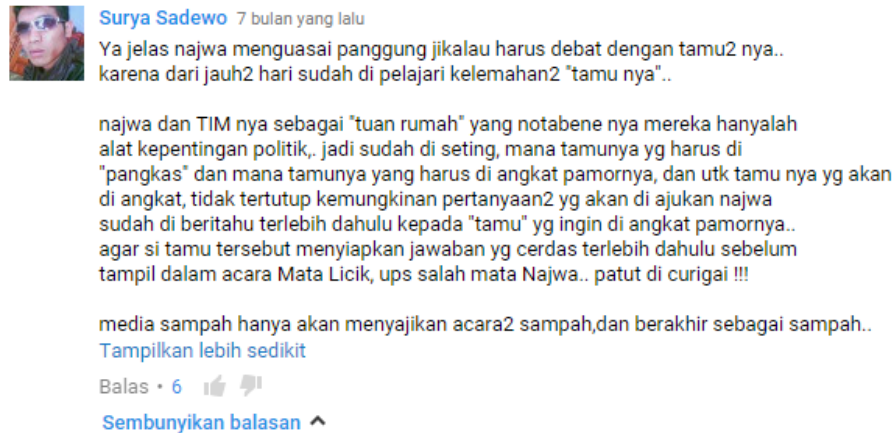 Surya Sadewo 7 bulan yang lalu
Ya jelas najwa menguasai panggung jikalau harus debat dengan tamu2 nya..
karena dari jauh2 hari sudah di pelajari kelemahan2 "tamu nya"..
najwa dan TIM nya sebagai "tuan rumah" yang notabene nya mereka hanyalah
alat kepentingan politik,. jadi sudah di seting, mana tamunya yg harus di
"pangkas" dan mana tamunya yang harus di angkat pamornya, dan utk tamu nya yg akan
di angkat, tidak tertutup kemungkinan pertanyaan2 yg akan di ajukan najwa
sudah di beritahu terlebih dahulu kepada "tamu" yg ingin di angkat pamornya..
agar si tamu tersebut menyiapkan jawaban yg cerdas terlebih dahulu sebelum
tampil dalam acara Mata Licik, ups salah mata Najwa.. patut di curigai !!!
media sampah hanya akan menyajikan acara2 sampah,dan berakhir sebagai sampah..
Tampilkan lebih sedikit
Balas • 6
Sembunyikan balasan